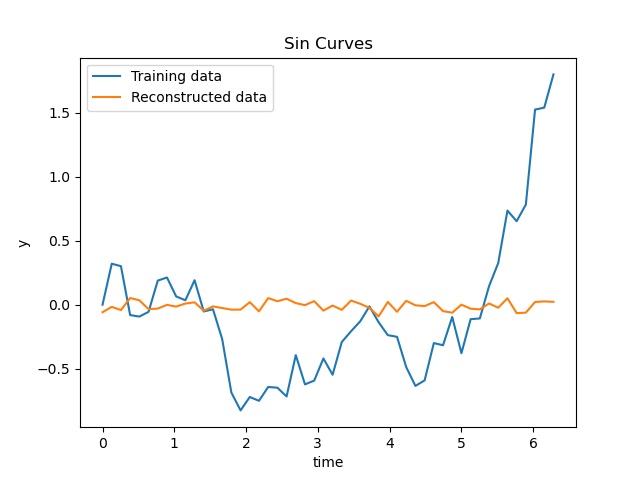 Sin Curves
Training data
Reconstructed data
y
1.5
1.0
0.5
0.0
−0.5
0 1 2 3 4 5 6
time